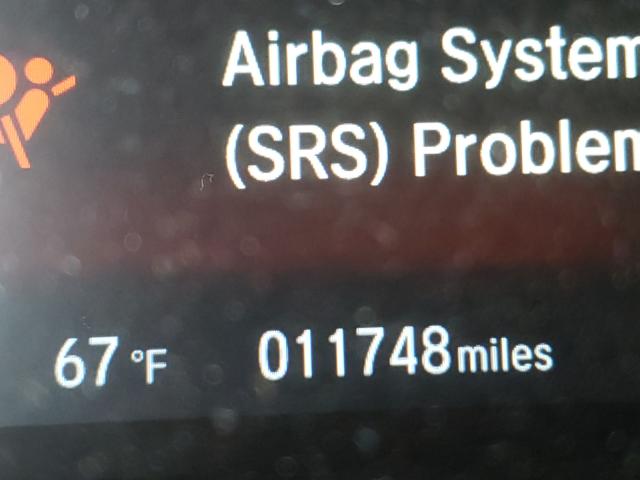 Airbag System
(SRS) Problem
67 °F 011748 miles